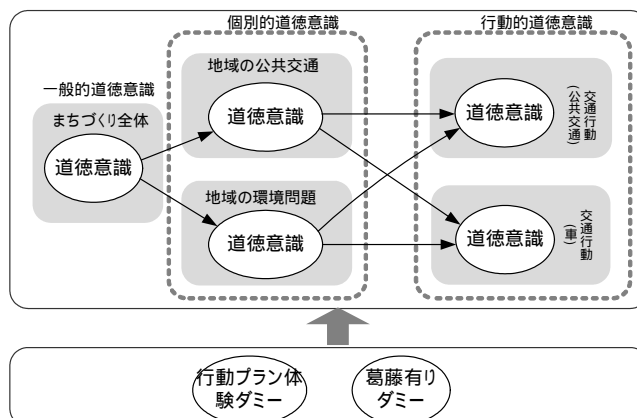 個別的道徳意識
行動的道徳意識
一般的道徳意識
まちづくり全体
道徳意識
地域の公共交通
道徳意識
地域の環境問題
道徳意識
道徳意識
交通行動
(公共交通)
道徳意識
交通行動
(車)
行動プラン体
験ダミー
葛藤有り
ダミー